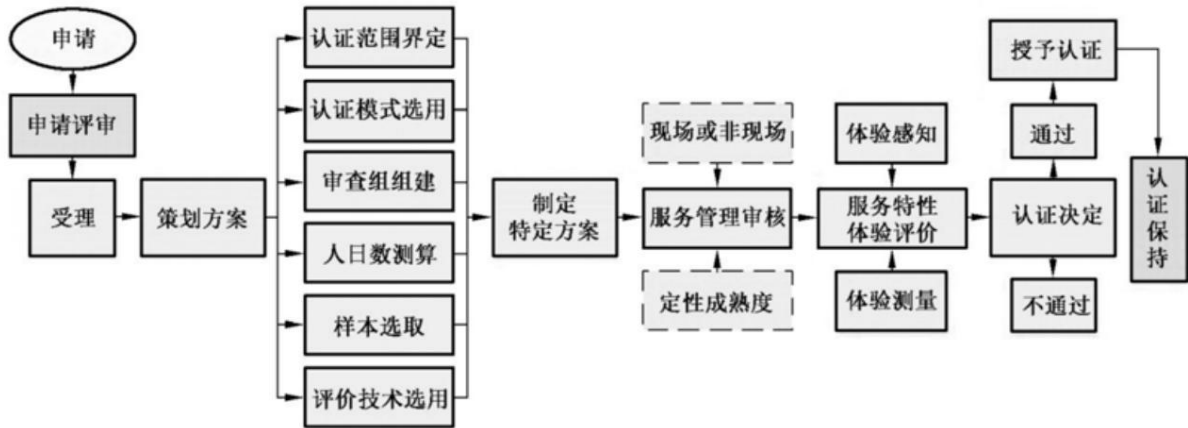 申请
申请评审
受理
策划方案
认证范围界定
认证模式选用
审查组组建
人日数测算
样本选取
评价技术选用
制定
特定方案
现场或非现场
服务管理审核
定性成熟度
体验感知
服务特性
体验评价
体验测量
授予认证
通过
认证决定
不通过
认证保持